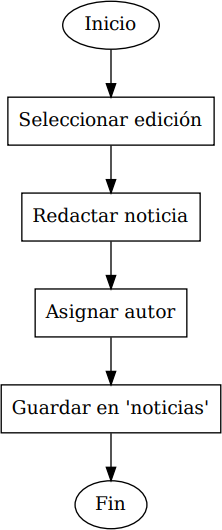 Inicio
Seleccionar edición
Redactar noticia
Asignar autor
Guardar en 'noticias'
Fin